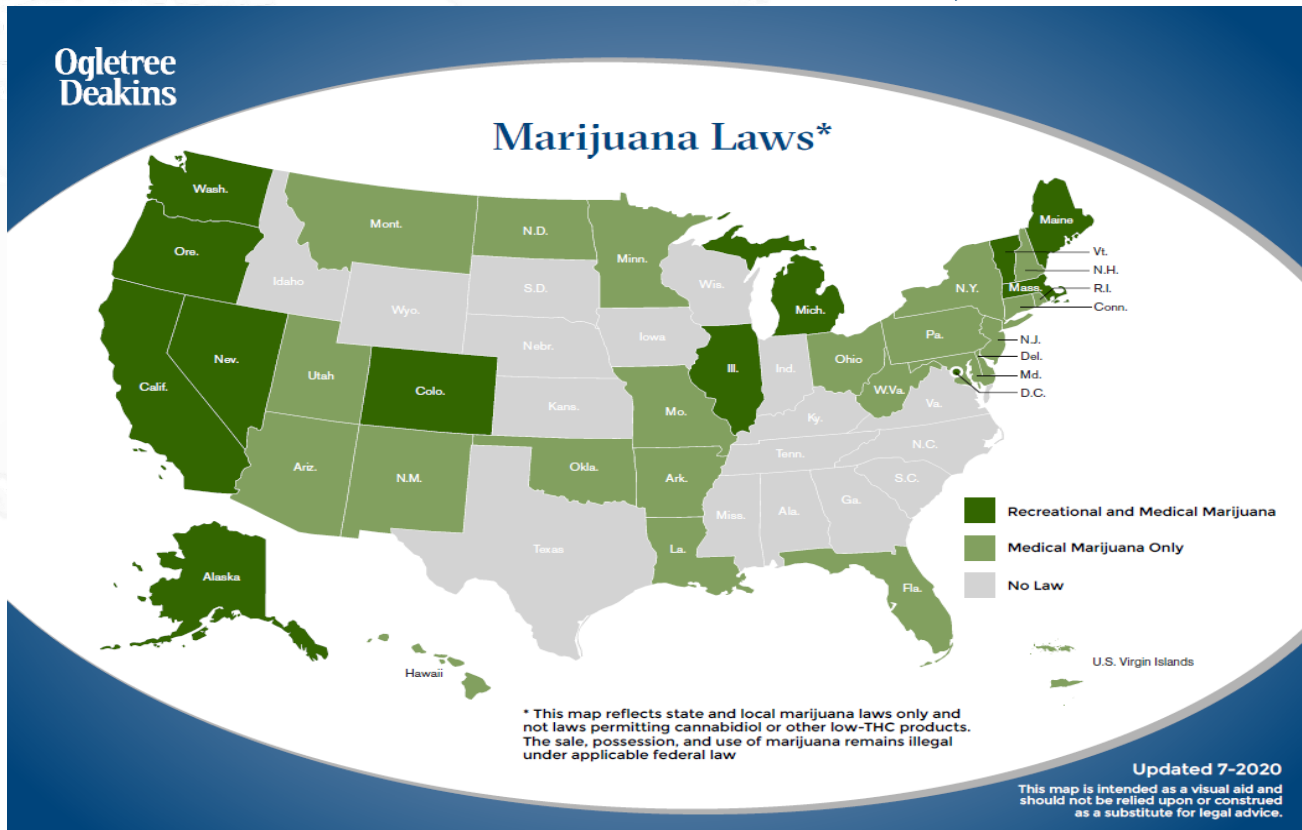 Ogletree
Deakins
Marijuana Laws*
Wash.
Ore.
Calif.
Nev.
Idaho
Mont.
Wyo.
Utah
Colo.
Ariz.
N.M.
N.D.
S.D.
Nebr.
Kans.
Okla.
Texas
Minn.
Iowa
Mo.
Ark.
La.
Wis.
Ill.
Mich.
Ind.
Ohio
Ky.
Tenn.
Miss.
Ala.
Ga.
Fla.
S.C.
N.C.
Va.
W.Va.
Pa.
N.Y.
Maine
Mass.
Vt.
N.H.
R.I.
Conn.
N.J.
Del.
Md.
D.C.
Alaska
Hawaii
Recreational and Medical Marijuana
Medical Marijuana Only
No Law
U.S. Virgin Islands
* This map reflects state and local marijuana laws only and
not laws permitting cannabidiol or other low-THC products.
The sale, possession, and use of marijuana remains illegal
under applicable federal law
Updated 7-2020
This map is intended as a visual aid and
should not be relied upon or construed
as a substitute for legal advice.